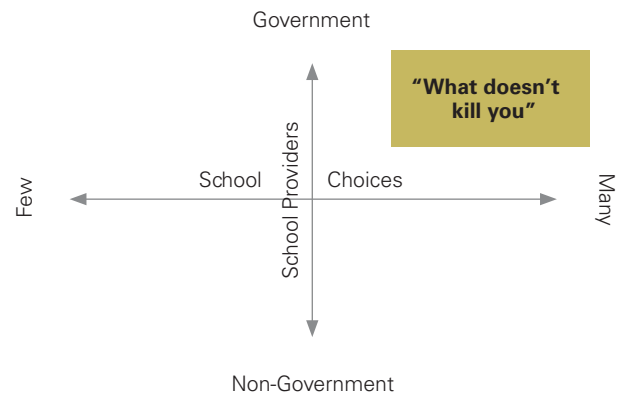 Government
“What doesn’t
kill you”
School Choices
School Providers
Few
Many
Non-Government